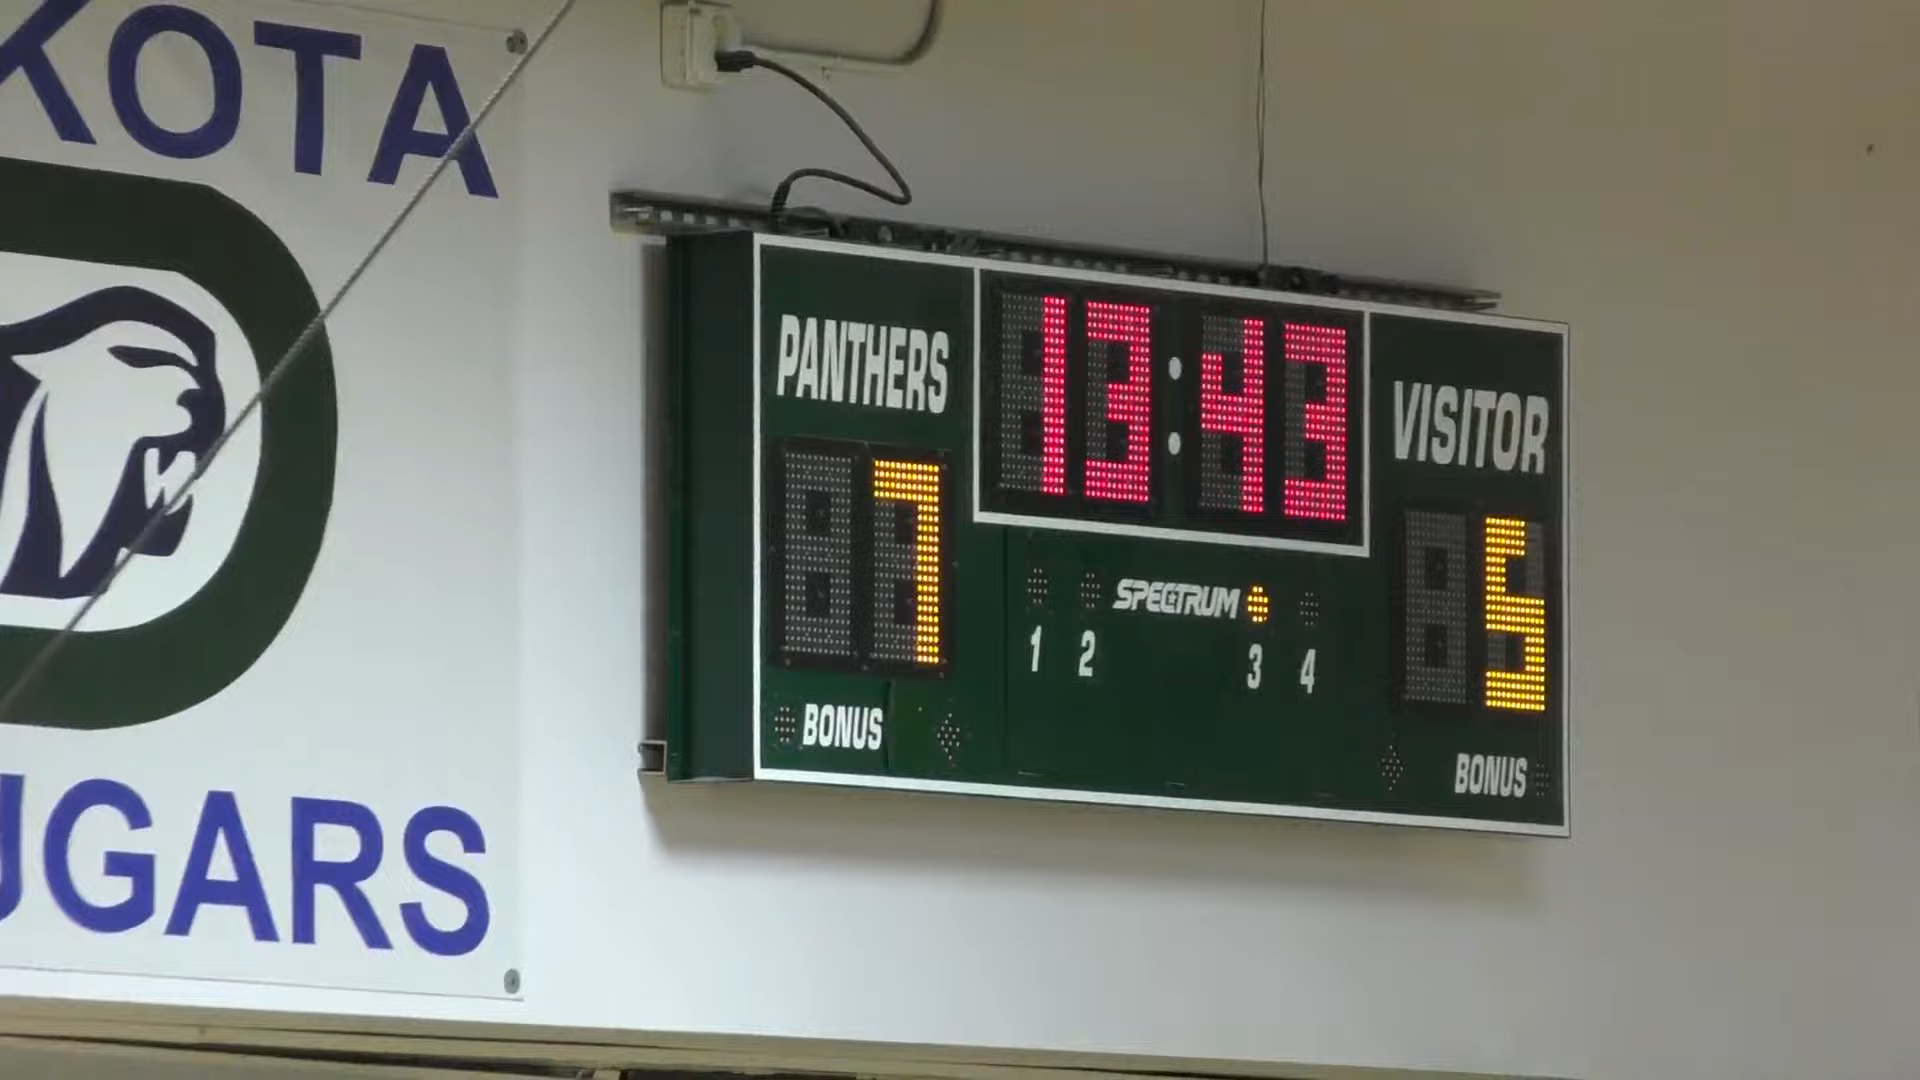 KOTA
UGARS
PANTHERS
13:43
VISITOR
7
5
SPECTRUM
1 2 3 4
BONUS
BONUS